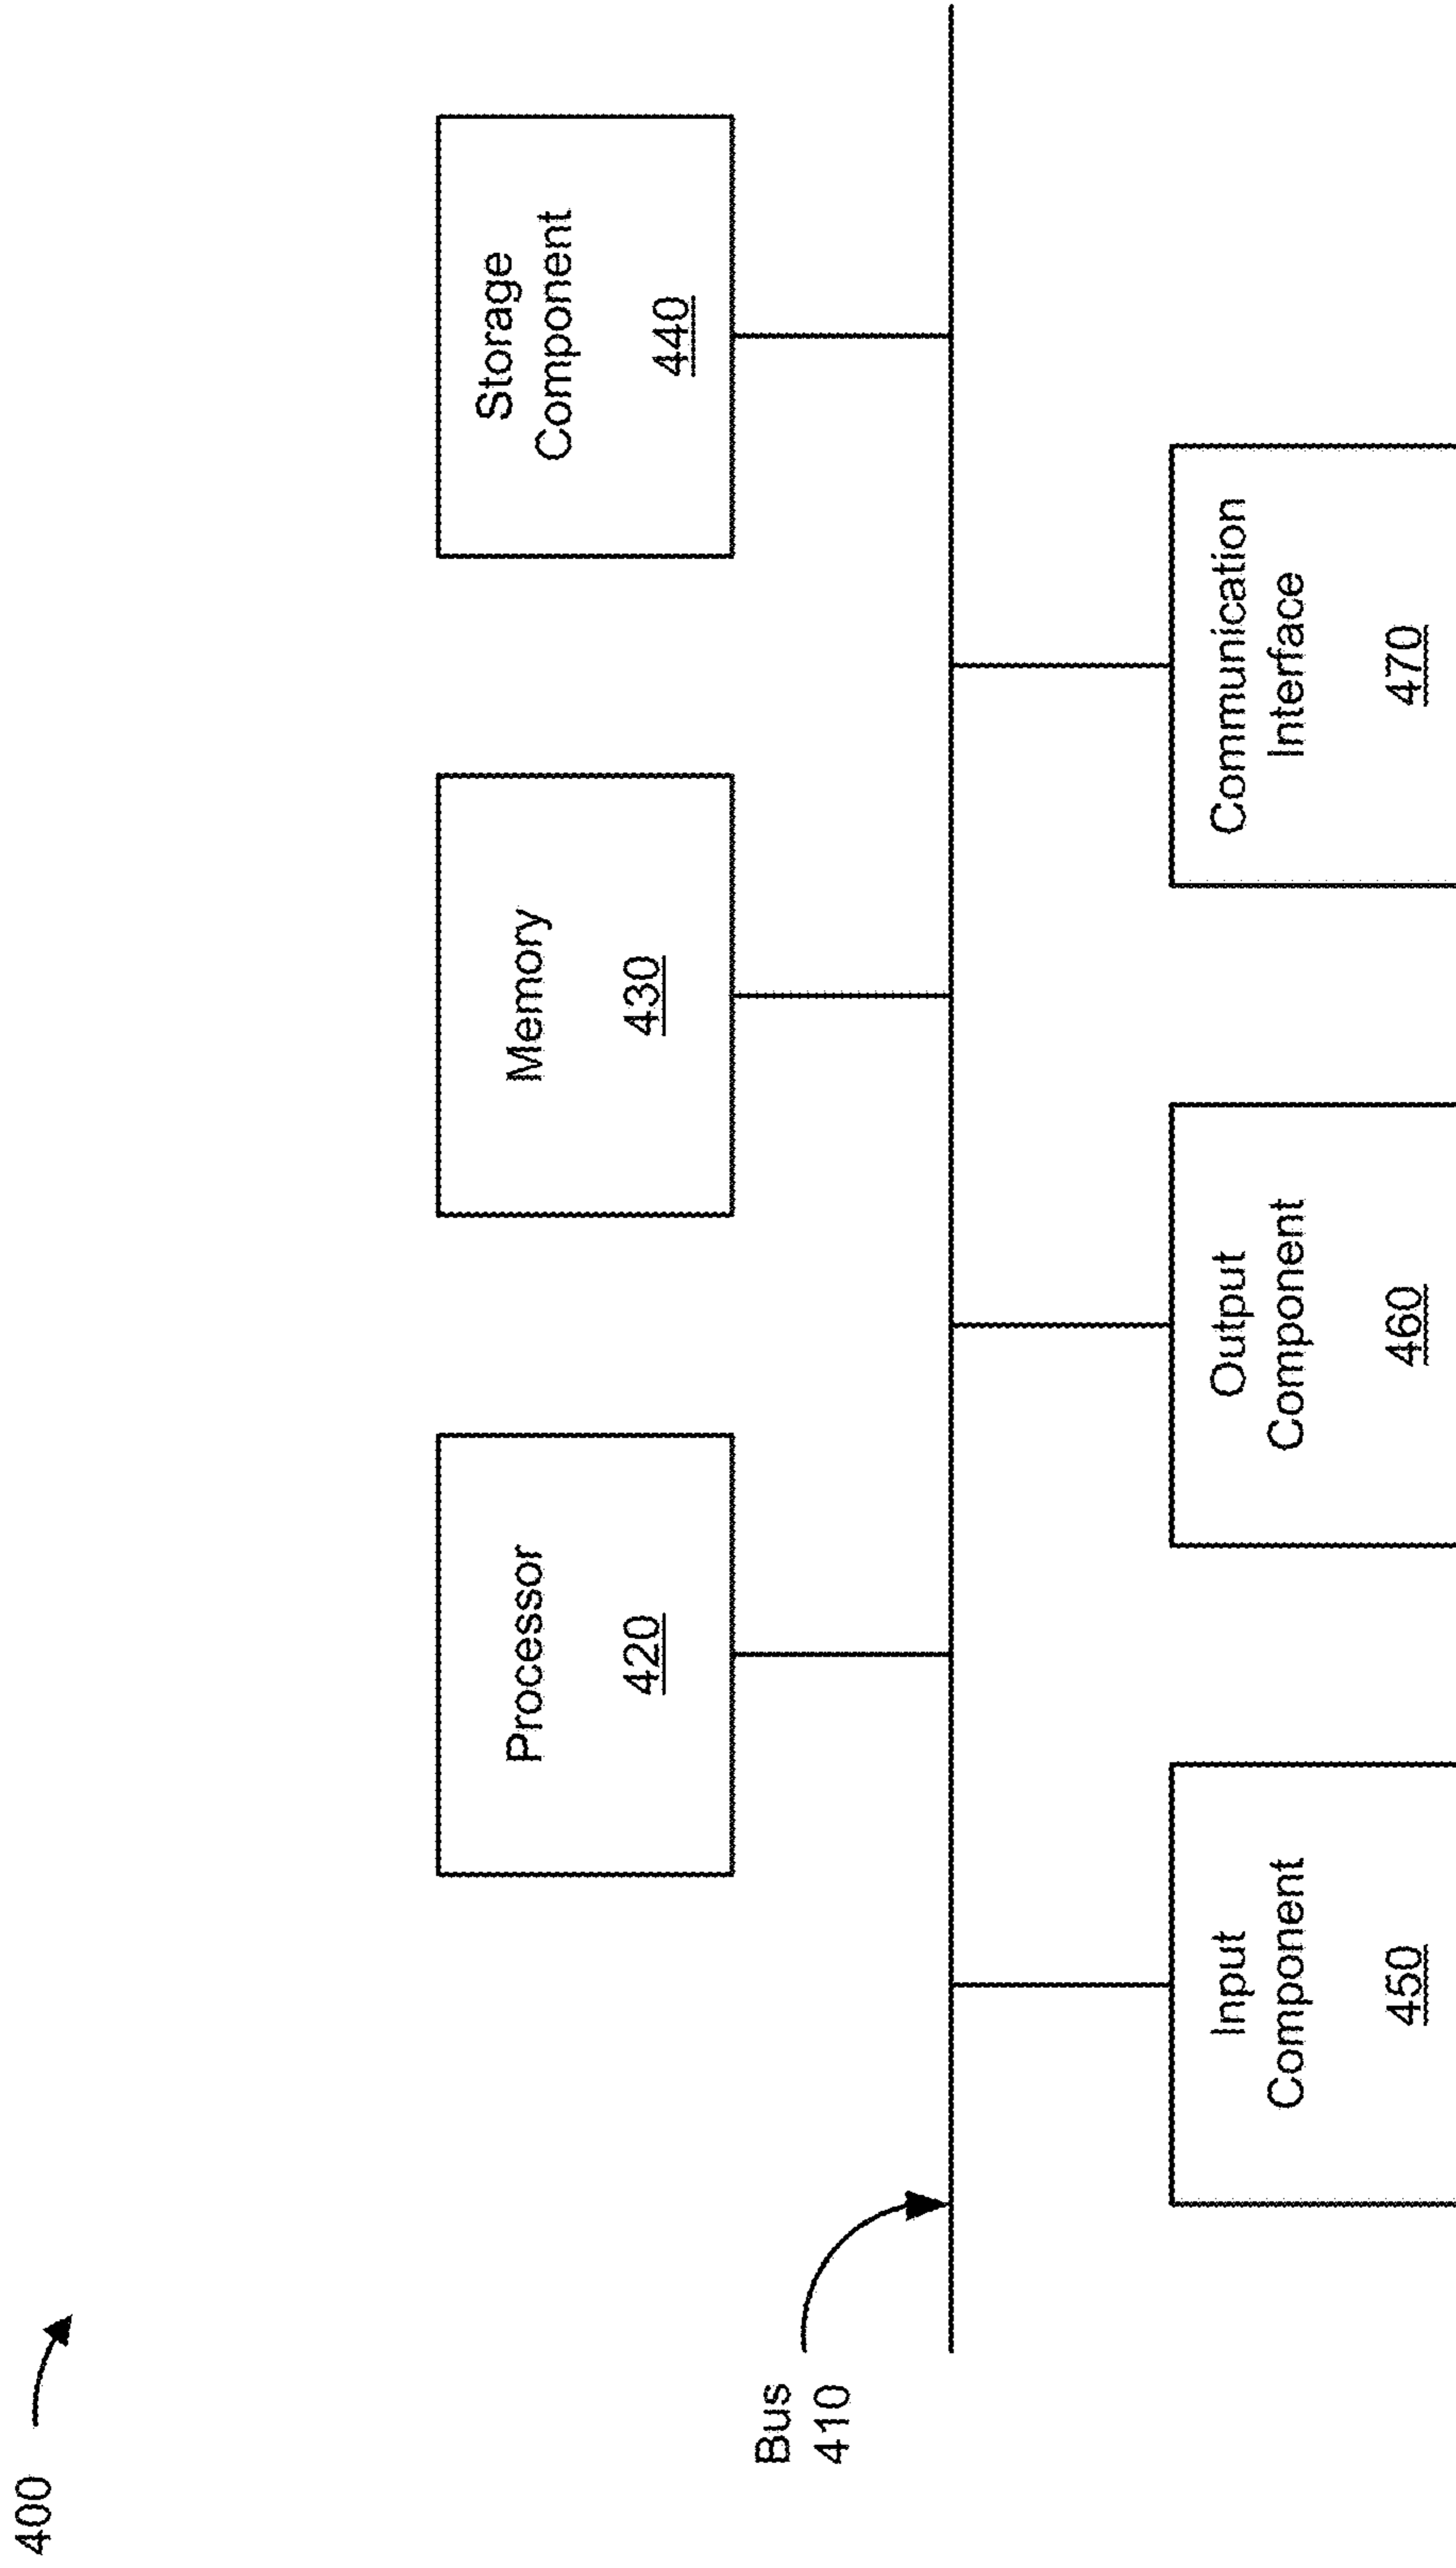 400
Processor
420
Memory
430
Storage
Component
440
Bus
410
Input
Component
450
Output
Component
460
Communication
Interface
470